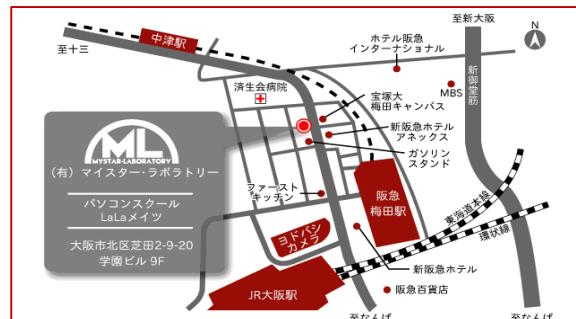 至新大阪
N
中津駅
至十三
ホテル阪急
インターナショナル
新御堂筋
MBS
済生会病院
宝塚大
梅田キャンパス
新阪急ホテル
アネックス
ガソリン
スタンド
ML
MYSTAR-LABORATORY
(有) マイスター・ラボラトリー
パソコンスクール
LaLaメイツ
大阪市北区芝田2-9-20
学園ビル 9F
ファースト
キッチン
阪急
梅田駅
東海道本線
環状線
ヨドバシ
カメラ
新阪急ホテル
JR大阪駅
阪急百貨店
至なんば
至なんば